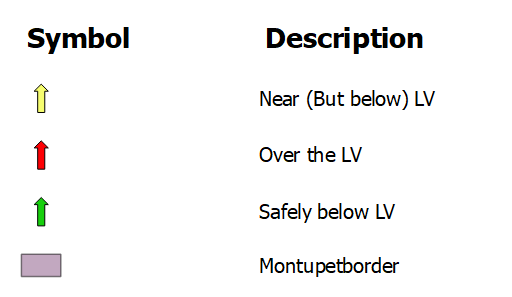 Symbol Description
Near (But below) LV
Over the LV
Safely below LV
Montupetborder